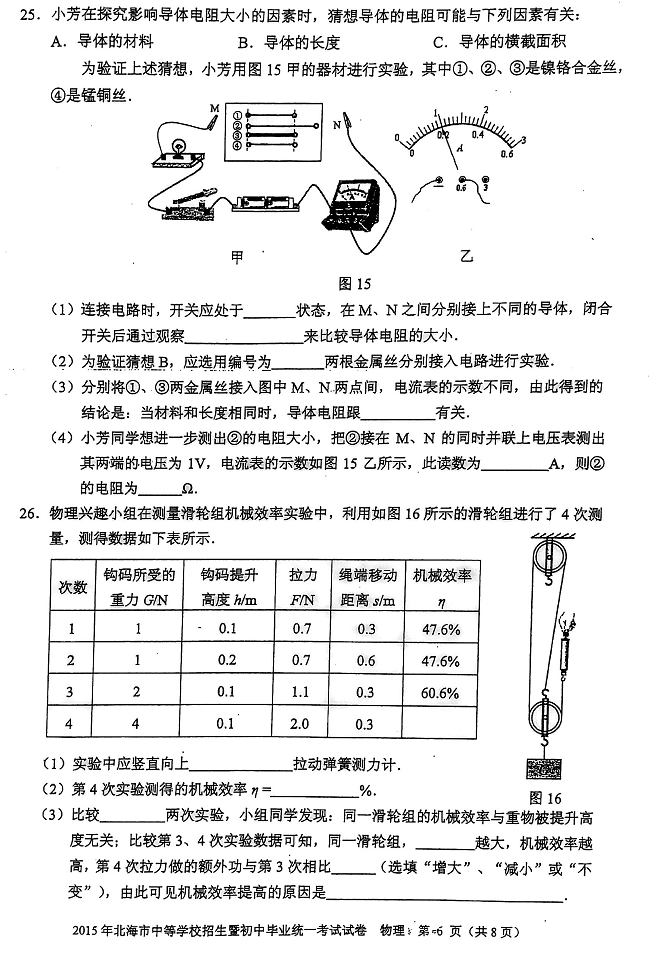 25．小芳在探究影响导体电阻大小的因素时，猜想导体的电阻可能与下列因素有关：
A．导体的材料 B．导体的长度 C．导体的横截面积
为验证上述猜想，小芳用图 15 甲的器材进行实验，其中①、②、③是镍铬合金丝，
④是锰铜丝．
M ① ② ③ ④ N
0 1 2 3
0 0.2 0.4 0.6
A
− 0.6 3
甲 乙
图 15
（1）连接电路时，开关应处于______状态，在 M、N 之间分别接上不同的导体，闭合
开关后通过观察______________来比较导体电阻的大小．
（2）为验证猜想 B，应选用编号为______两根金属丝分别接入电路进行实验．
（3）分别将①、③两金属丝接入图中 M、N 两点间，电流表的示数不同，由此得到的
结论是：当材料和长度相同时，导体电阻跟_________有关．
（4）小芳同学想进一步测出②的电阻大小，把②接在 M、N 的同时并联上电压表测出
其两端的电压为 1V，电流表的示数如图 15 乙所示，此读数为________A，则②
的电阻为_____Ω．
26．物理兴趣小组在测量滑轮组机械效率实验中，利用如图 16 所示的滑轮组进行了 4 次测
量，测得数据如下表所示．
次数 钩码所受的重力 G/N 钩码提升高度 h/m 拉力 F/N 绳端移动距离 s/m 机械效率 η
1 1 0.1 0.7 0.3 47.6%
2 1 0.2 0.7 0.6 47.6%
3 2 0.1 1.1 0.3 60.6%
4 4 0.1 2.0 0.3
图 16
（1）实验中应竖直向上____________拉动弹簧测力计．
（2）第 4 次实验测得的机械效率 η =__________%．
（3）比较________两次实验，小组同学发现：同一滑轮组的机械效率与重物被提升高
度无关；比较第 3、4 次实验数据可知，同一滑轮组，_______越大，机械效率越
高，第 4 次拉力做的额外功与第 3 次相比_____（选填“增大”、“减小”或“不
变”），由此可见机械效率提高的原因是__________________________．
2015 年北海市中等学校招生暨初中毕业统一考试试卷 物理 第 6 页（共 8 页）